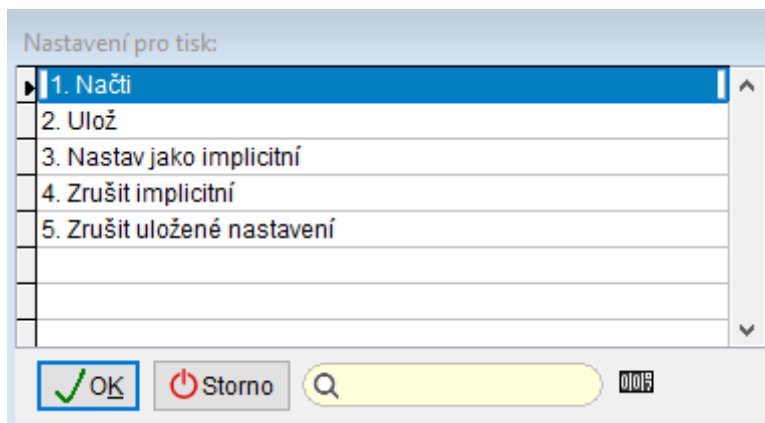 Nastavení pro tisk:
1. Načti
2. Ulož
3. Nastav jako implicitní
4. Zrušit implicitní
5. Zrušit uložené nastavení
OK Storno